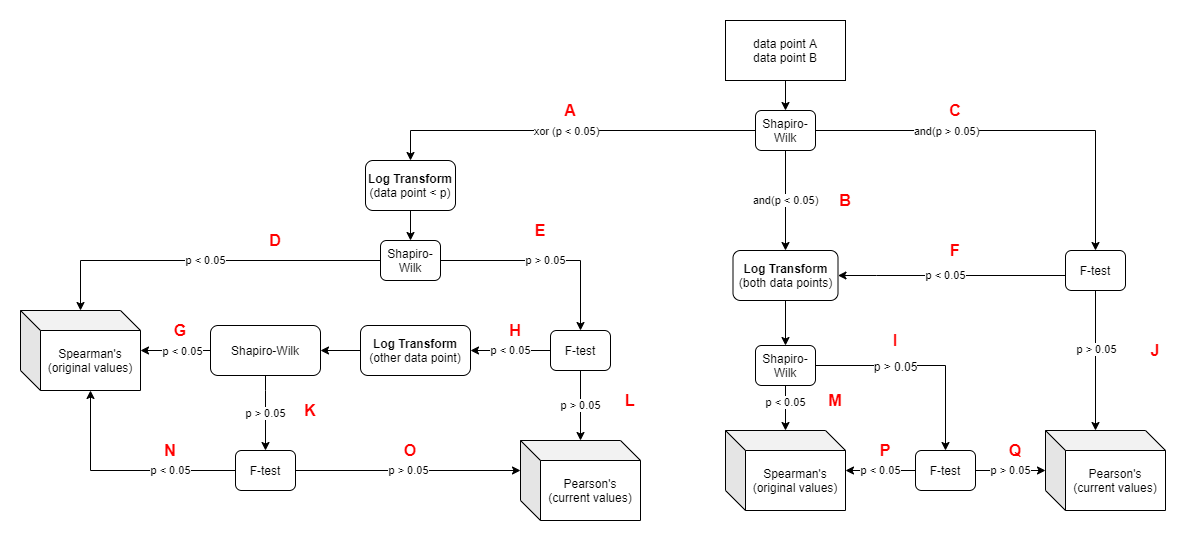 data point A
data point B
A
C
Shapiro-
Wilk
xor (p < 0.05)
and(p > 0.05)
Log Transform
(data point < p)
and(p < 0.05)
B
D
E
Shapiro-
Wilk
p < 0.05
p > 0.05
Log Transform
(both data points)
F
p < 0.05
F-test
G
H
Spearman's
(original values)
p < 0.05
Shapiro-Wilk
Log Transform
(other data point)
p < 0.05
F-test
I
Shapiro-
Wilk
p > 0.05
p > 0.05
J
p > 0.05
K
p > 0.05
L
p < 0.05
M
N
O
p < 0.05
F-test
p > 0.05
Pearson's
(current values)
Spearman's
(original values)
P
p < 0.05
F-test
Q
p > 0.05
Pearson's
(current values)